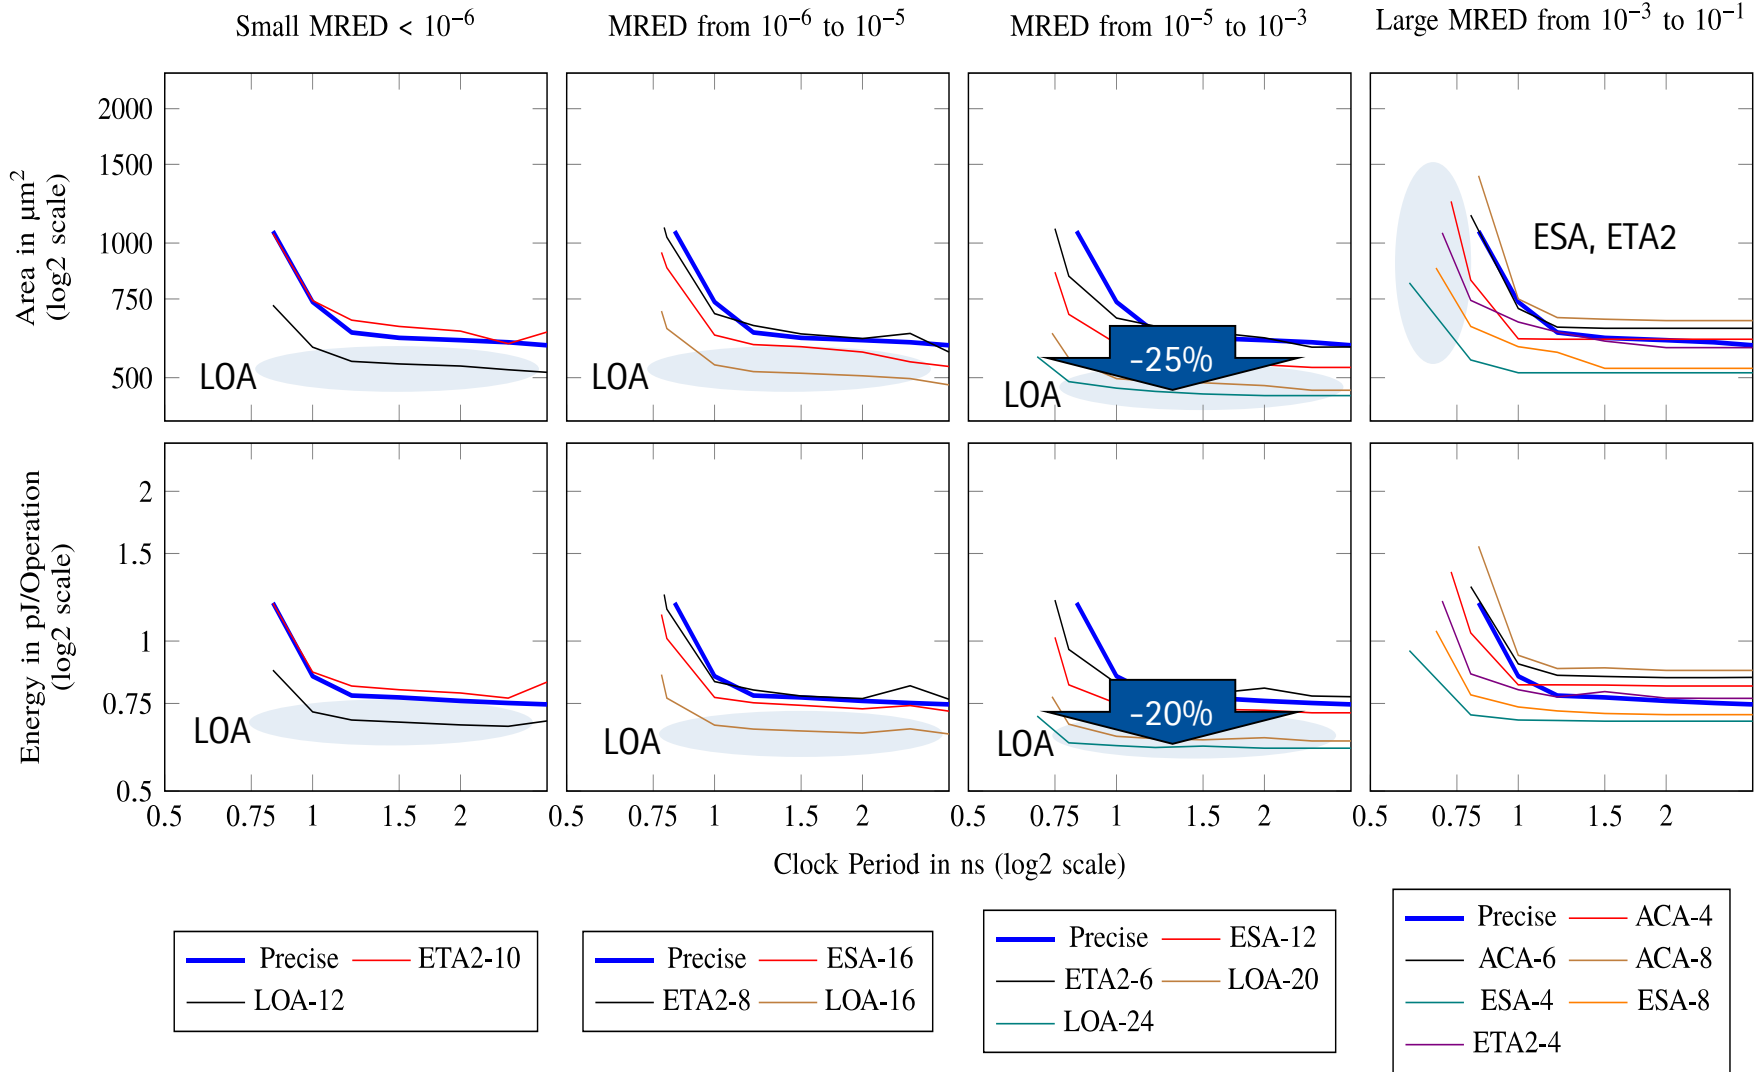 Small MRED < 10⁻⁶
MRED from 10⁻⁶ to 10⁻⁵
MRED from 10⁻⁵ to 10⁻³
Large MRED from 10⁻³ to 10⁻¹
Area in µm²
(log2 scale)
2000
1500
1000
750
500
LOA
LOA
LOA
-25%
ESA, ETA2
Energy in pJ/Operation
(log2 scale)
2
1.5
1
0.75
0.5
LOA
LOA
LOA
-20%
0.5 0.75 1 1.5 2
0.5 0.75 1 1.5 2
0.5 0.75 1 1.5 2
0.5 0.75 1 1.5 2
Clock Period in ns (log2 scale)
Precise ETA2-10
LOA-12
Precise ESA-16
ETA2-8 LOA-16
Precise ESA-12
ETA2-6 LOA-20
LOA-24
Precise ACA-4
ACA-6 ACA-8
ESA-4 ESA-8
ETA2-4